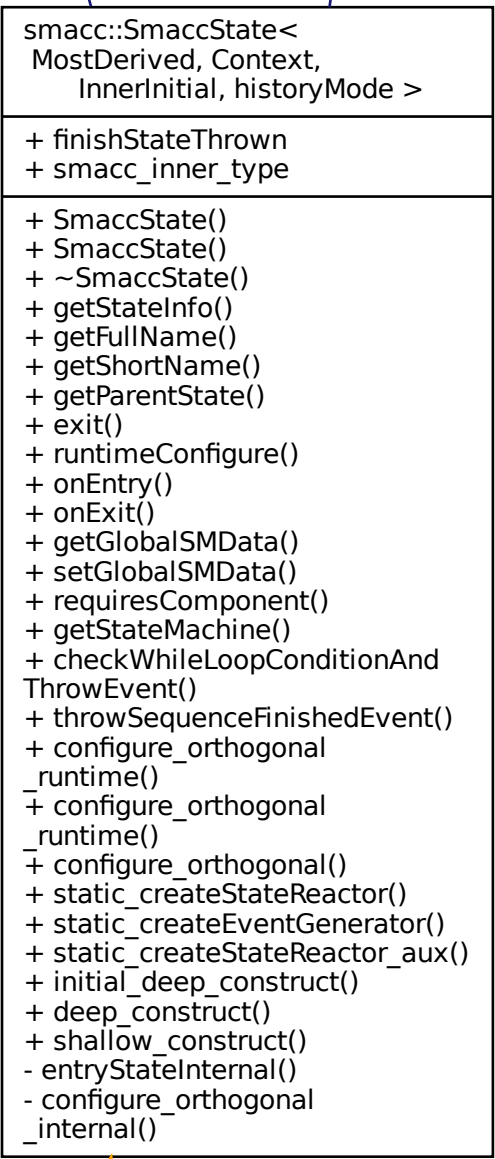 smacc::SmaccState<
MostDerived, Context,
InnerInitial, historyMode >
+ finishStateThrown
+ smacc_inner_type
+ SmaccState()
+ SmaccState()
+ ~SmaccState()
+ getStateInfo()
+ getFullName()
+ getShortName()
+ getParentState()
+ exit()
+ runtimeConfigure()
+ onEntry()
+ onExit()
+ getGlobalSMData()
+ setGlobalSMData()
+ requiresComponent()
+ getStateMachine()
+ checkWhileLoopConditionAnd
ThrowEvent()
+ throwSequenceFinishedEvent()
+ configure_orthogonal
_runtime()
+ configure_orthogonal
_runtime()
+ configure_orthogonal()
+ static_createStateReactor()
+ static_createEventGenerator()
+ static_createStateReactor_aux()
+ initial_deep_construct()
+ deep_construct()
+ shallow_construct()
- entryStateInternal()
- configure_orthogonal
_internal()